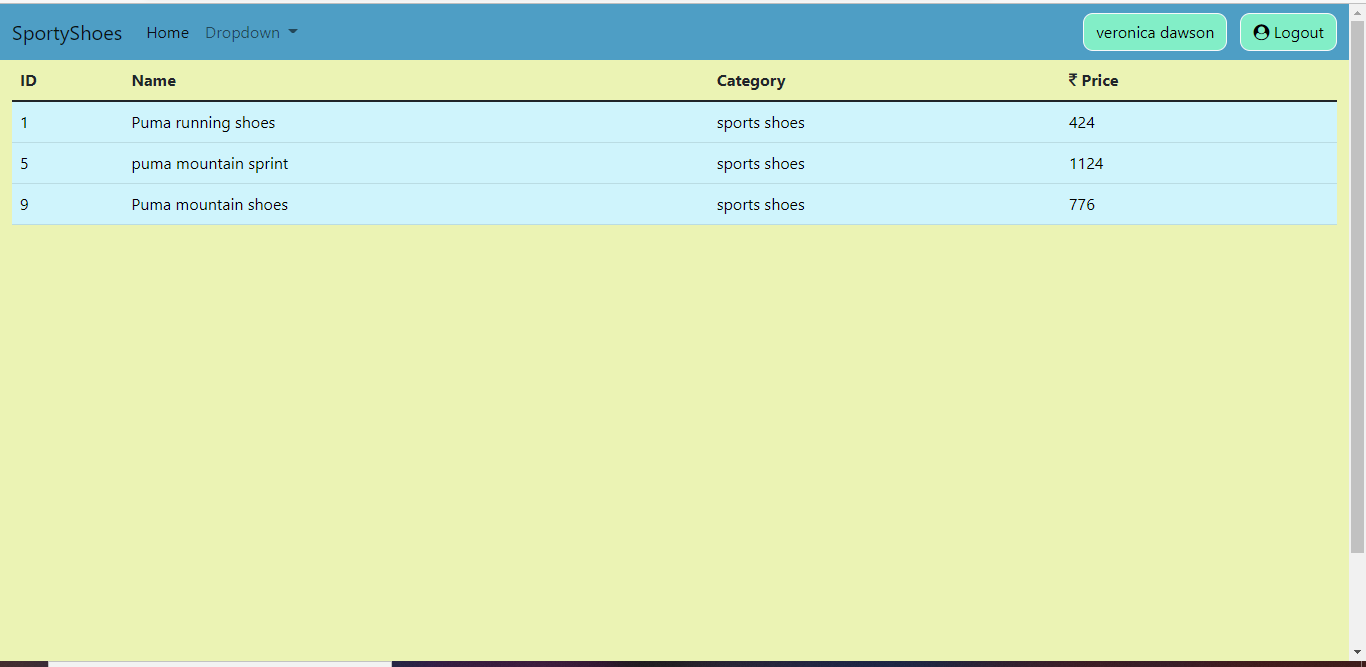 SportyShoes Home Dropdown veronica dawson Logout
ID Name Category ₹ Price
1 Puma running shoes sports shoes 424
5 puma mountain sprint sports shoes 1124
9 Puma mountain shoes sports shoes 776